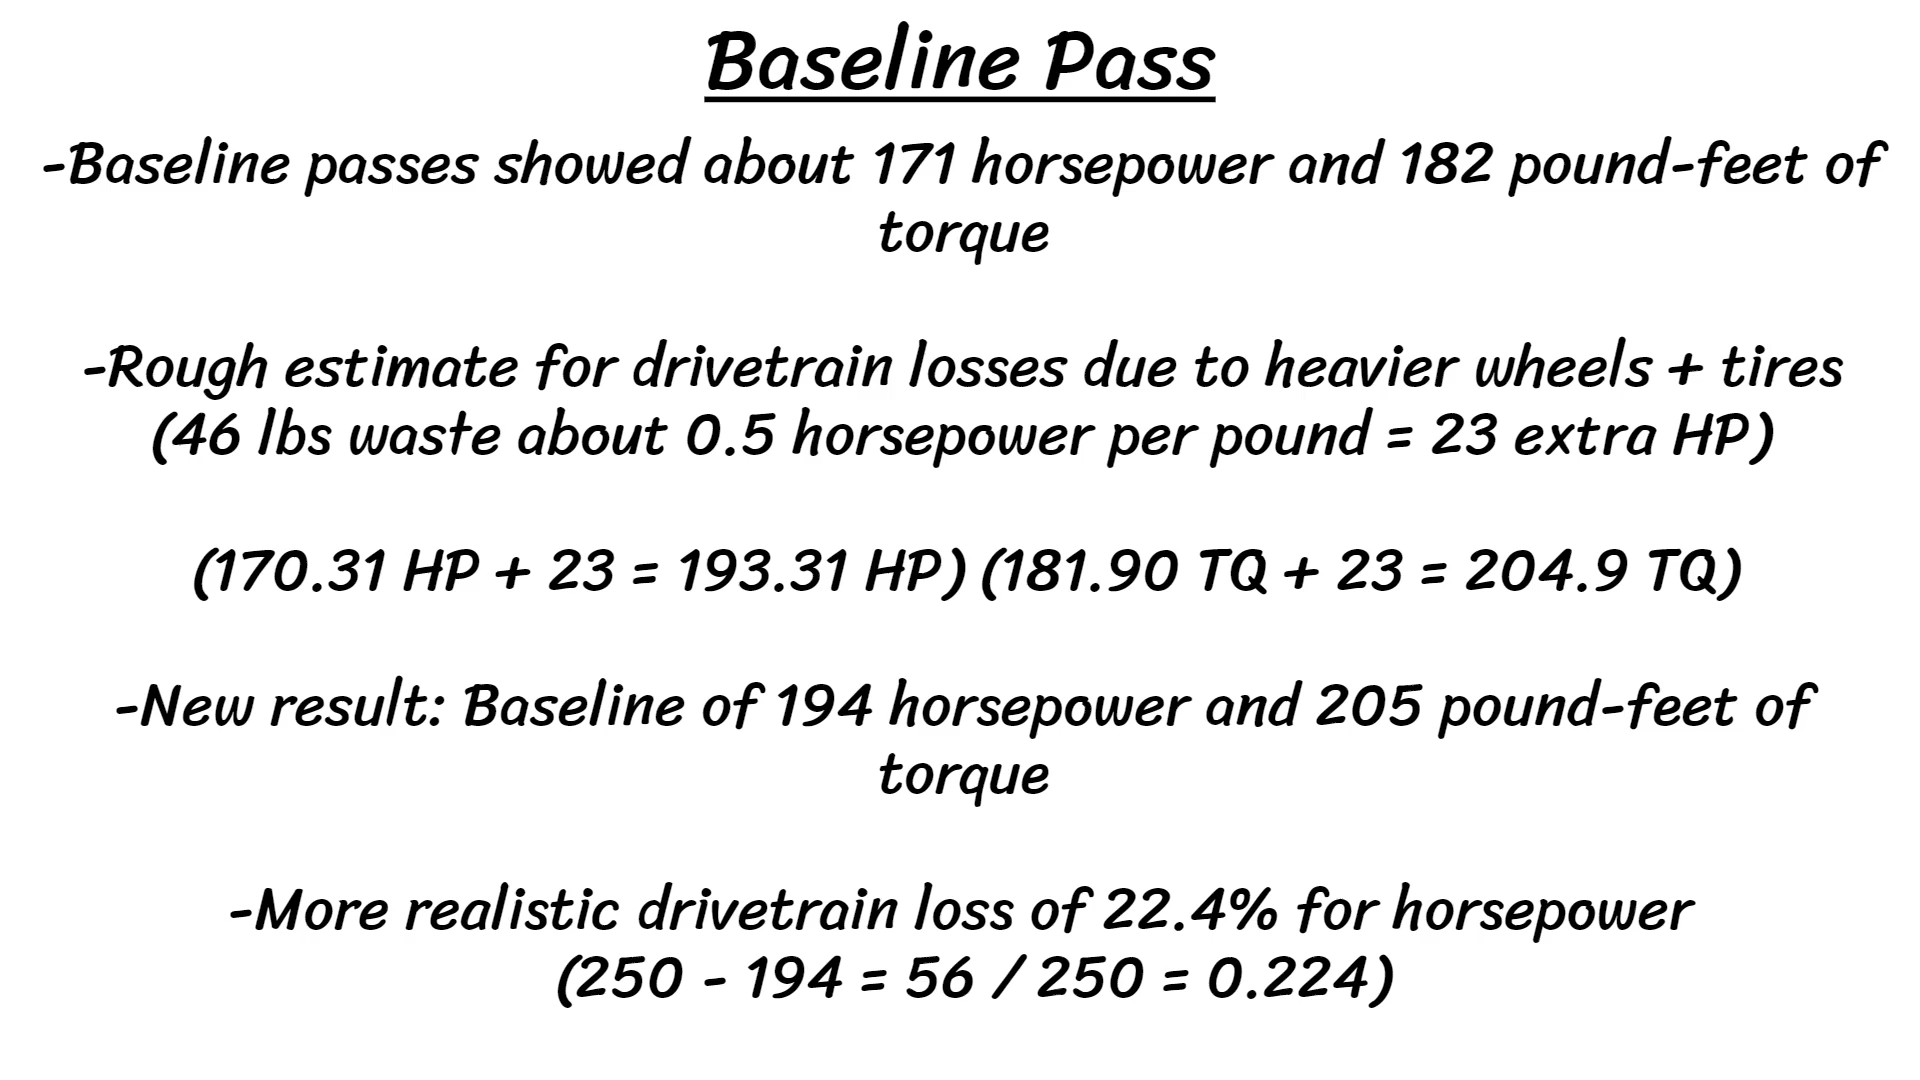 Baseline Pass
-Baseline passes showed about 171 horsepower and 182 pound-feet of
torque
-Rough estimate for drivetrain losses due to heavier wheels + tires
(46 lbs waste about 0.5 horsepower per pound = 23 extra HP)
(170.31 HP + 23 = 193.31 HP) (181.90 TQ + 23 = 204.9 TQ)
-New result: Baseline of 194 horsepower and 205 pound-feet of
torque
-More realistic drivetrain loss of 22.4% for horsepower
(250 - 194 = 56 / 250 = 0.224)